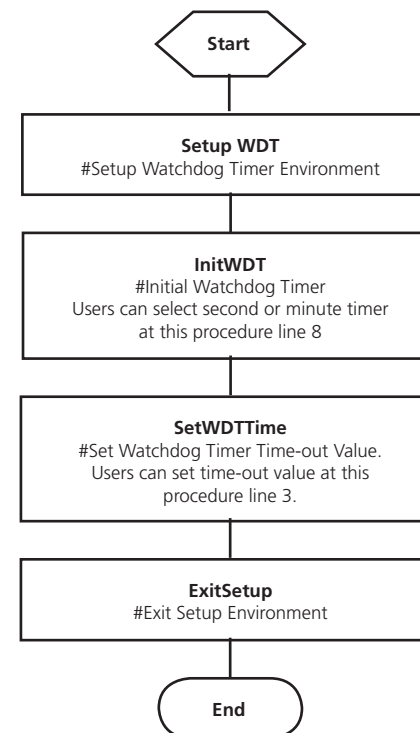 Start
Setup WDT
#Setup Watchdog Timer Environment
InitWDT
#Initial Watchdog Timer
Users can select second or minute timer
at this procedure line 8
SetWDTTime
#Set Watchdog Timer Time-out Value.
Users can set time-out value at this
procedure line 3.
ExitSetup
#Exit Setup Environment
End